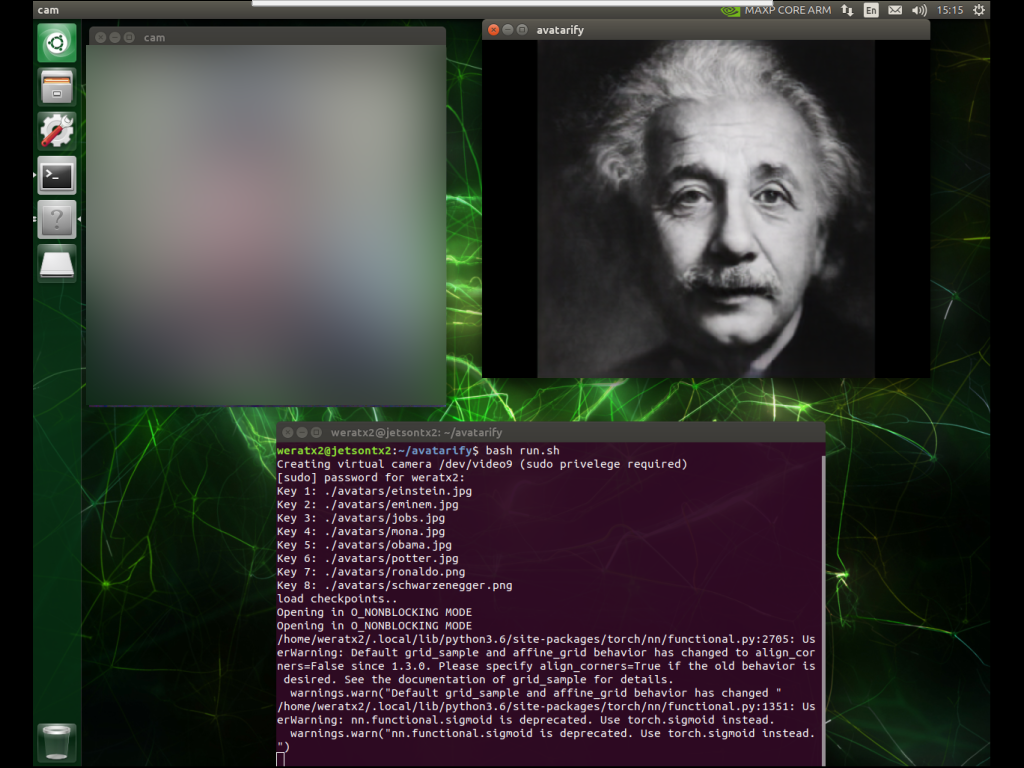 cam
MAXP CORE ARM
En
15:15
cam
avatarify
weratx2@jetsontx2: ~/avatarify
weratx2@jetsontx2:~/avatarify$ bash run.sh
Creating virtual camera /dev/video9 (sudo privelege required)
[sudo] password for weratx2:
Key 1: ./avatars/einstein.jpg
Key 2: ./avatars/eminem.jpg
Key 3: ./avatars/jobs.jpg
Key 4: ./avatars/mona.jpg
Key 5: ./avatars/obama.jpg
Key 6: ./avatars/potter.jpg
Key 7: ./avatars/ronaldo.png
Key 8: ./avatars/schwarzenegger.png
load checkpoints..
Opening in O_NONBLOCKING MODE
Opening in O_NONBLOCKING MODE
/home/weratx2/.local/lib/python3.6/site-packages/torch/nn/functional.py:2705: Us
erWarning: Default grid_sample and affine_grid behavior has changed to align_cor
ners=False since 1.3.0. Please specify align_corners=True if the old behavior is
 desired. See the documentation of grid_sample for details.
  warnings.warn("Default grid_sample and affine_grid behavior has changed "
/home/weratx2/.local/lib/python3.6/site-packages/torch/nn/functional.py:1351: Us
erWarning: nn.functional.sigmoid is deprecated. Use torch.sigmoid instead.
  warnings.warn("nn.functional.sigmoid is deprecated. Use torch.sigmoid instead.
")